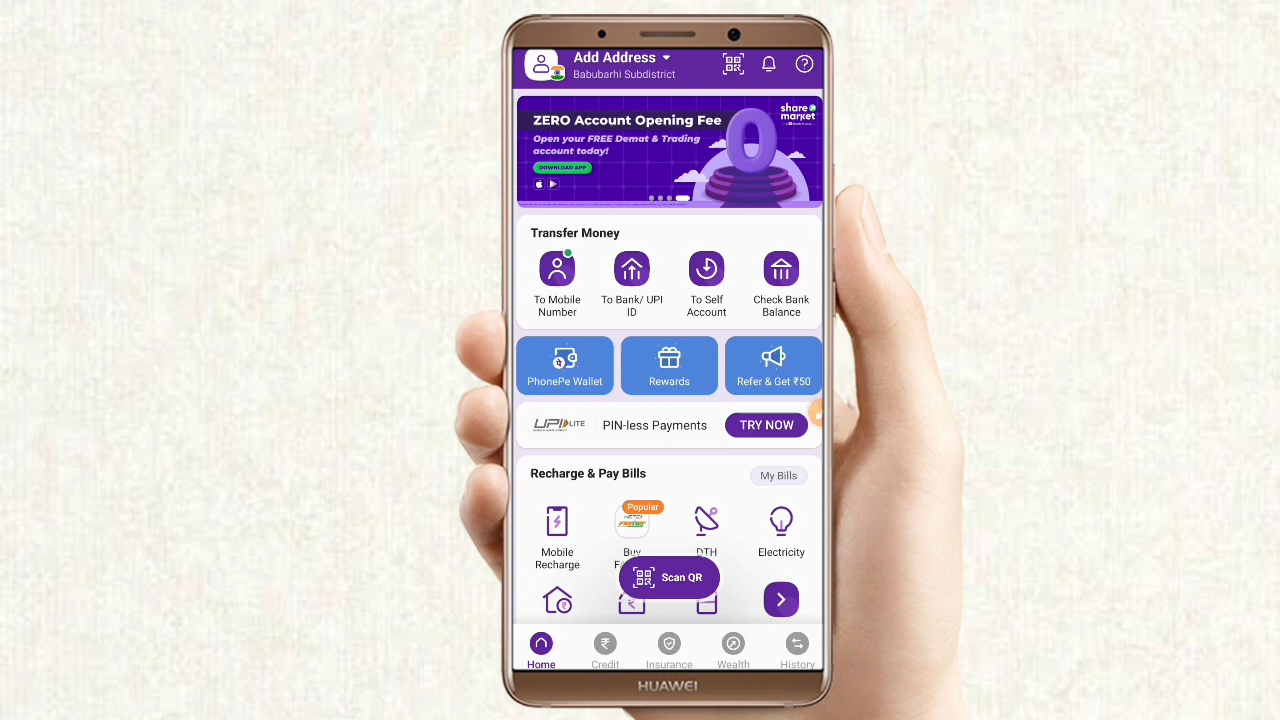 Add Address
Babubarhi Subdistrict
share
market
ZERO Account Opening Fee
Open your FREE Demat & Trading
account today!
DOWNLOAD APP
0
Transfer Money
To Mobile
Number
To Bank/ UPI
ID
To Self
Account
Check Bank
Balance
PhonePe Wallet
Rewards
Refer & Get ₹50
UPI LITE
PIN-less Payments
TRY NOW
Recharge & Pay Bills
My Bills
Popular
Mobile
Recharge
Buy
DTH
Electricity
Scan QR
Home
Credit
Insurance
Wealth
History
HUAWEI